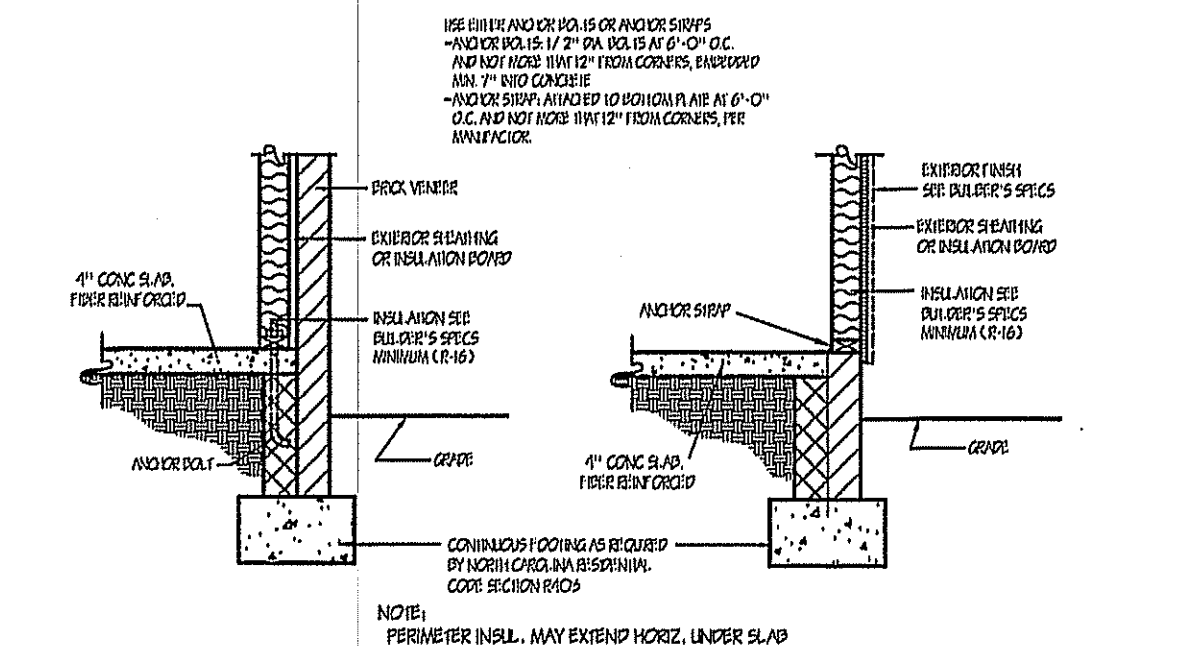 USE EITHER ANCHOR BOLTS OR ANCHOR STRAPS
-ANCHOR BOLTS: 1/2" DIA. BOLTS AT 6'-0" O.C.
AND NOT MORE THAT 12" FROM CORNERS, EMBEDDED
MIN. 7" INTO CONCRETE
-ANCHOR STRAP: ATTACHED TO BOTTOM PLATE AT 6'-0"
O.C. AND NOT MORE THAT 12" FROM CORNERS, PER
MANUFACTOR.
BRICK VENEER
EXTERIOR SHEATHING
OR INSULATION BOARD
4" CONC SLAB,
FIBER REINFORCED
INSULATION SEE
BUILDER'S SPECS
MINIMUM (R-16)
ANCHOR BOLT
GRADE
EXTERIOR FINISH
SEE BUILDER'S SPECS
EXTERIOR SHEATHING
OR INSULATION BOARD
ANCHOR STRAP
INSULATION SEE
BUILDER'S SPECS
MINIMUM (R-16)
4" CONC SLAB,
FIBER REINFORCED
GRADE
CONTINUOUS FOOTING AS REQUIRED
BY NORTH CAROLINA RESIDENTIAL
CODE SECTION R403
NOTE:
PERIMETER INSUL. MAY EXTEND HORIZ. UNDER SLAB